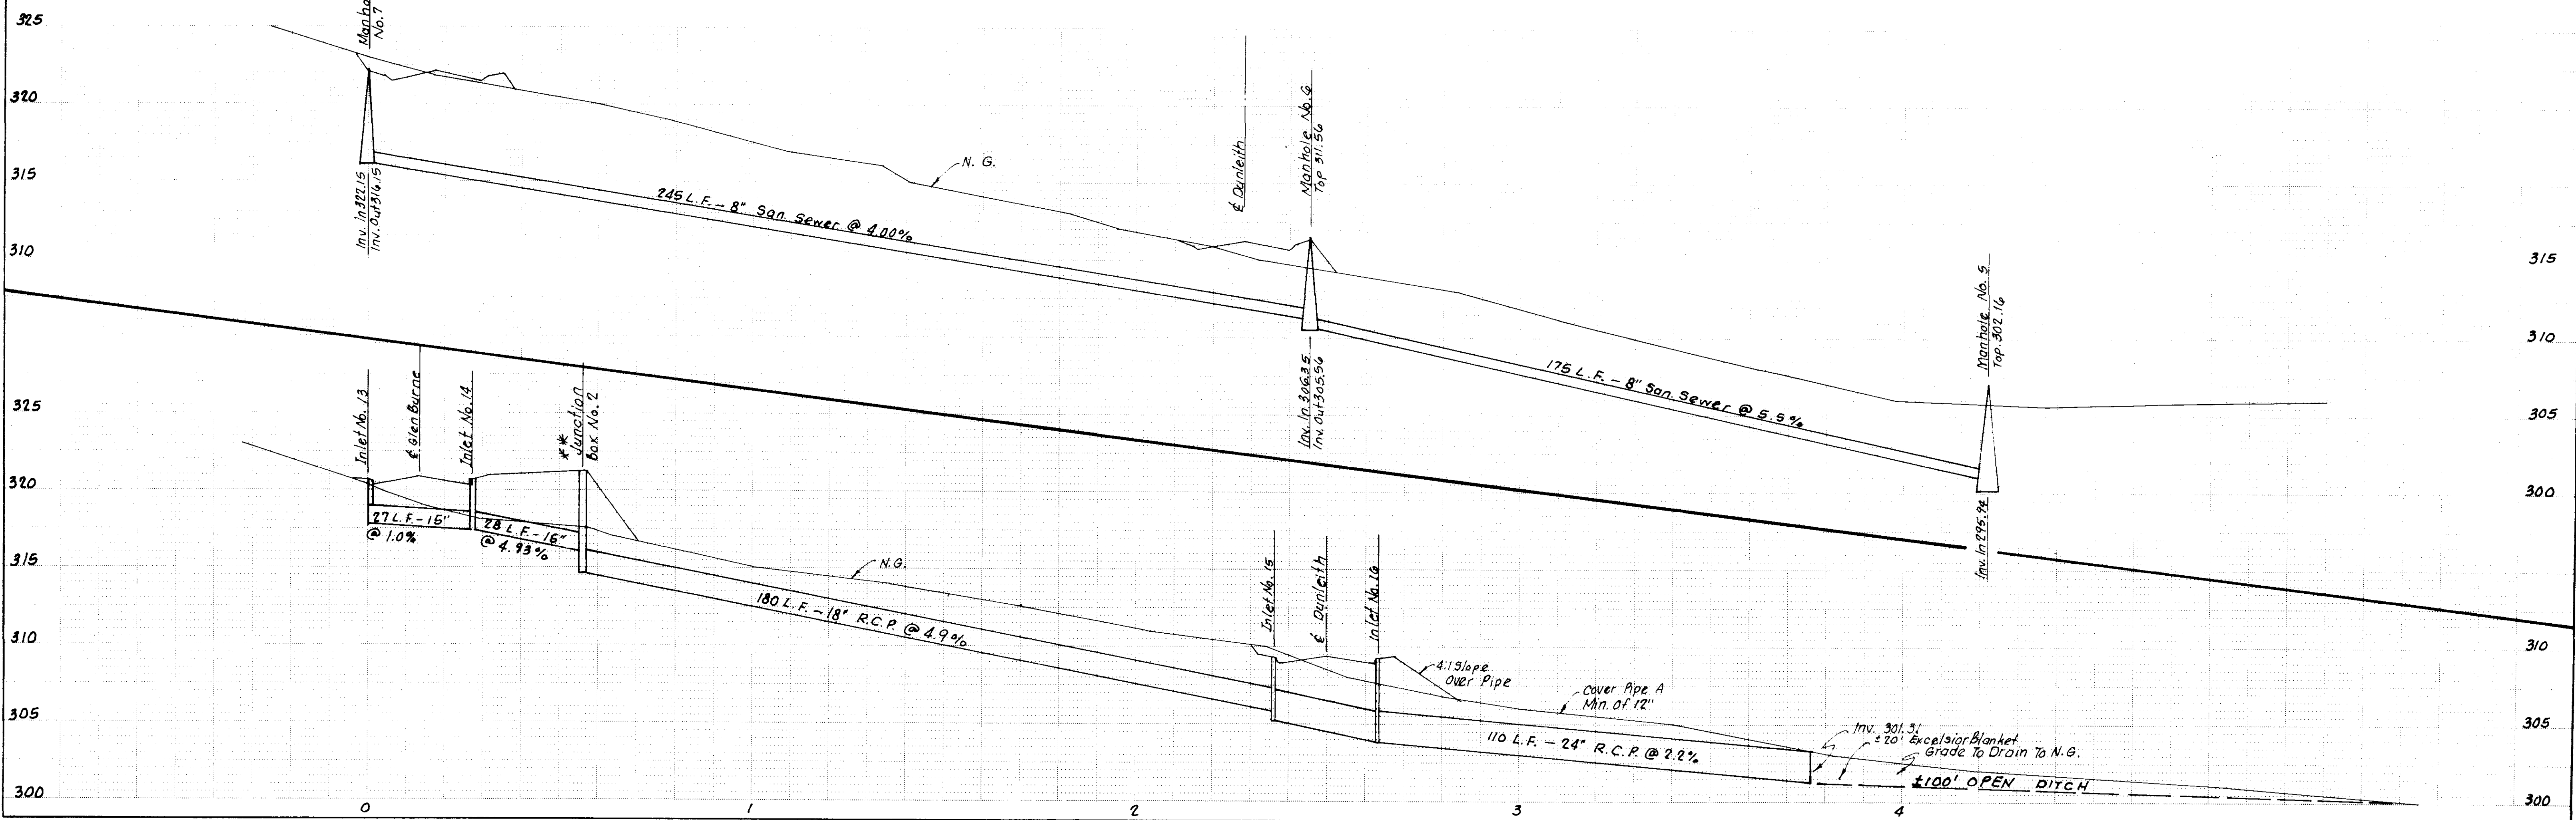 325
320
315
310
No.7
Inv. In 322.15
Inv. Out 316.15
245 L.F. - 8" San. Sewer @ 4.00%
N. G.
₵ Dunleith
Manhole No. 6
Top 311.56
Inv. In 306.35
Inv. Out 305.56
175 L.F. - 8" San. Sewer @ 5.5%
Manhole No. 5
Top. 302.16
Inv. In 295.94
315
310
305
300
325
320
315
310
305
300
Inlet No. 13
₵ Glen Burne
Inlet No. 14
**
Junction
Box No. 2
27 L.F. - 15"
@ 1.0%
28 L.F. - 15"
@ 4.93%
N.G.
180 L.F. - 18" R.C.P. @ 4.9%
Inlet No. 15
₵ Dunleith
Inlet No. 16
4:1 Slope
Over Pipe
Cover Pipe A
Min. Of 12"
110 L.F. - 24" R.C.P. @ 2.2%
Inv. 301.31
±20' Excelsior Blanket
Grade To Drain To N.G.
±100' OPEN DITCH
310
305
300
0 1 2 3 4